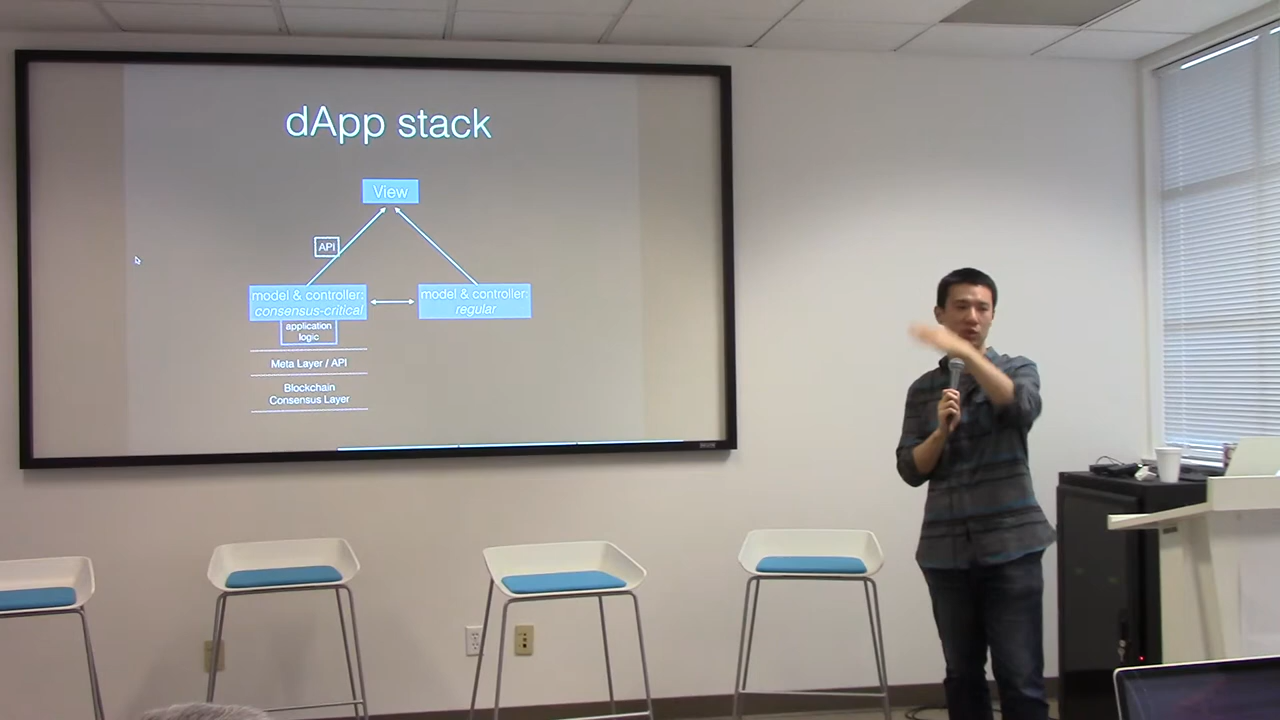 dApp stack
View
API
model & controller:
consensus-critical
model & controller:
regular
application
logic
Meta Layer / API
Blockchain
Consensus Layer